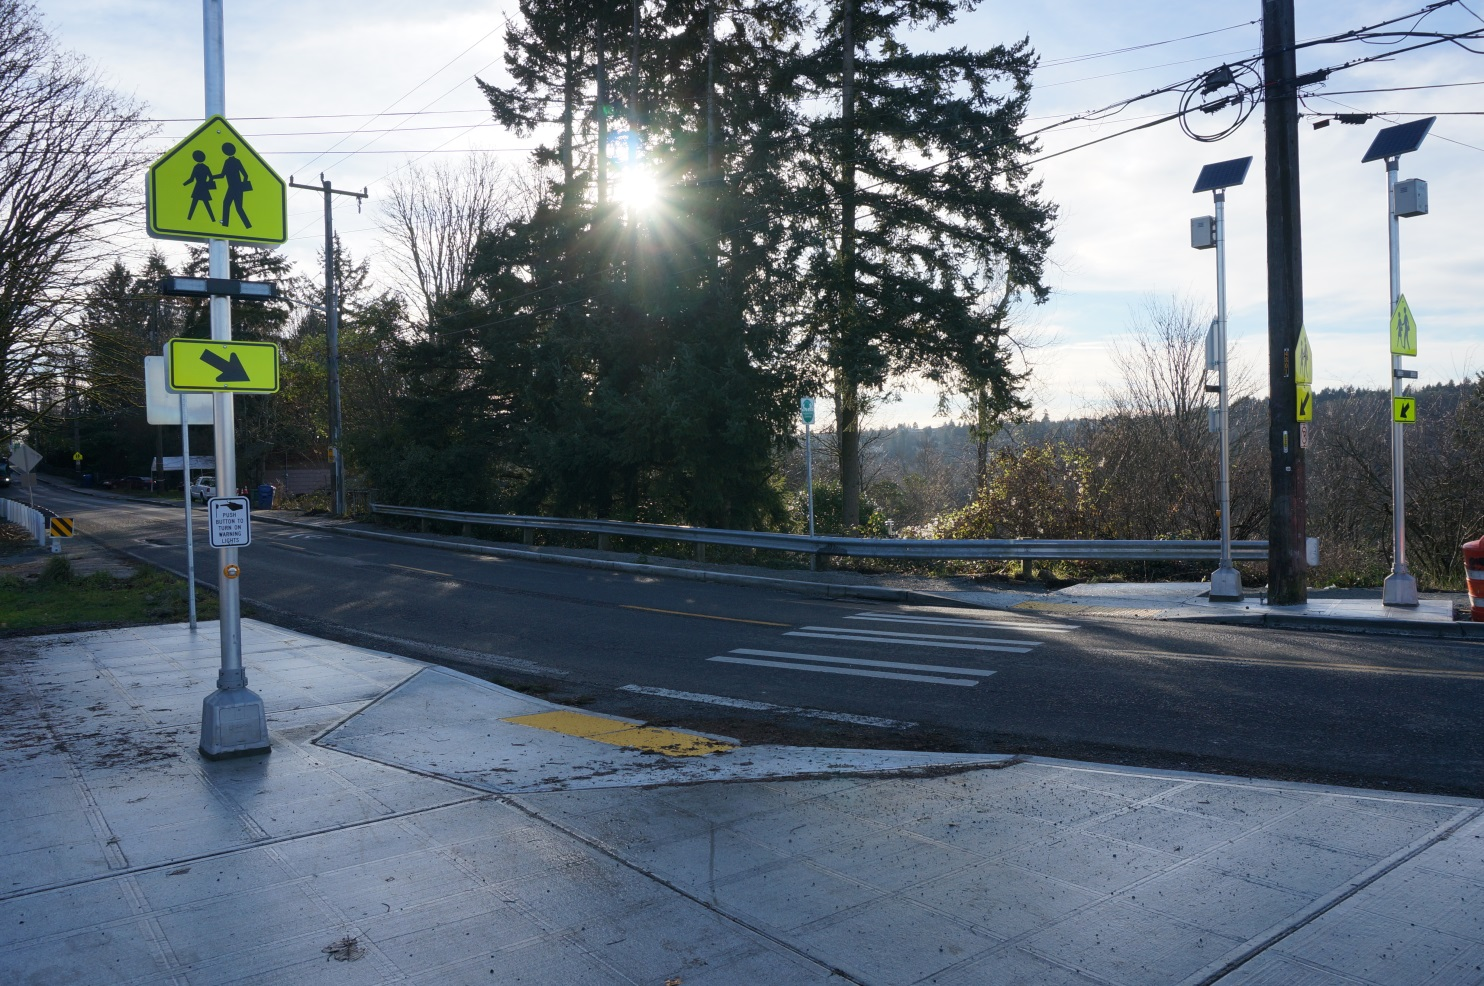 PUSH
BUTTON TO
TURN ON
WARNING
LIGHTS